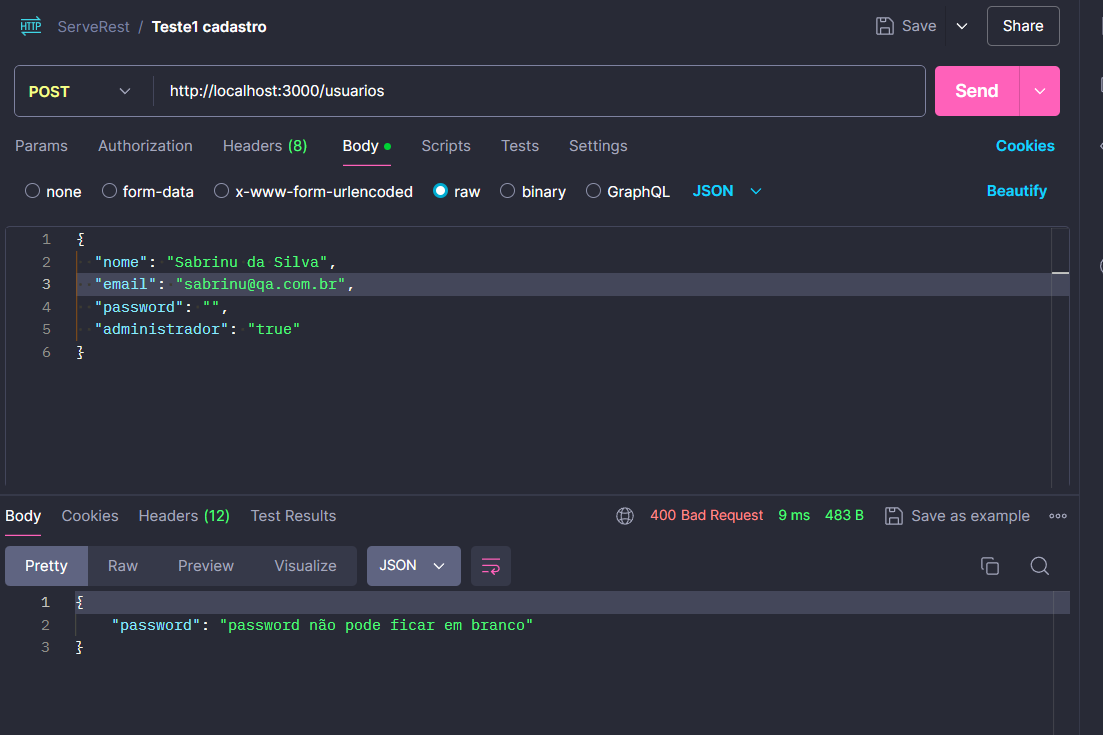 HTTP ServeRest / Teste1 cadastro Save Share
POST http://localhost:3000/usuarios Send
Params Authorization Headers (8) Body Scripts Tests Settings Cookies
none form-data x-www-form-urlencoded raw binary GraphQL JSON Beautify
1 {
2 "nome": "Sabrinu da Silva",
3 "email": "sabrinu@qa.com.br",
4 "password": "",
5 "administrador": "true"
6 }
Body Cookies Headers (12) Test Results 400 Bad Request 9 ms 483 B Save as example
Pretty Raw Preview Visualize JSON
1 {
2 "password": "password não pode ficar em branco"
3 }